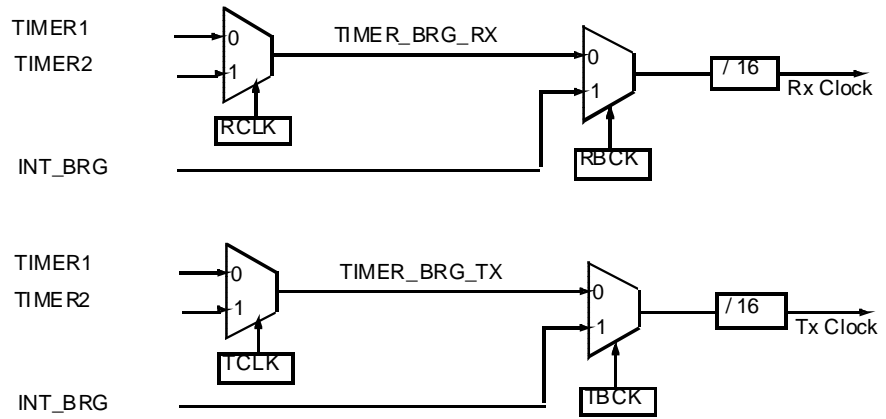 TIMER1
TIMER2
0
1
TIMER_BRG_RX
0
1
/ 16
Rx Clock
RCLK
RBCK
INT_BRG
TIMER1
TIMER2
0
1
TIMER_BRG_TX
0
1
/ 16
Tx Clock
TCLK
TBCK
INT_BRG